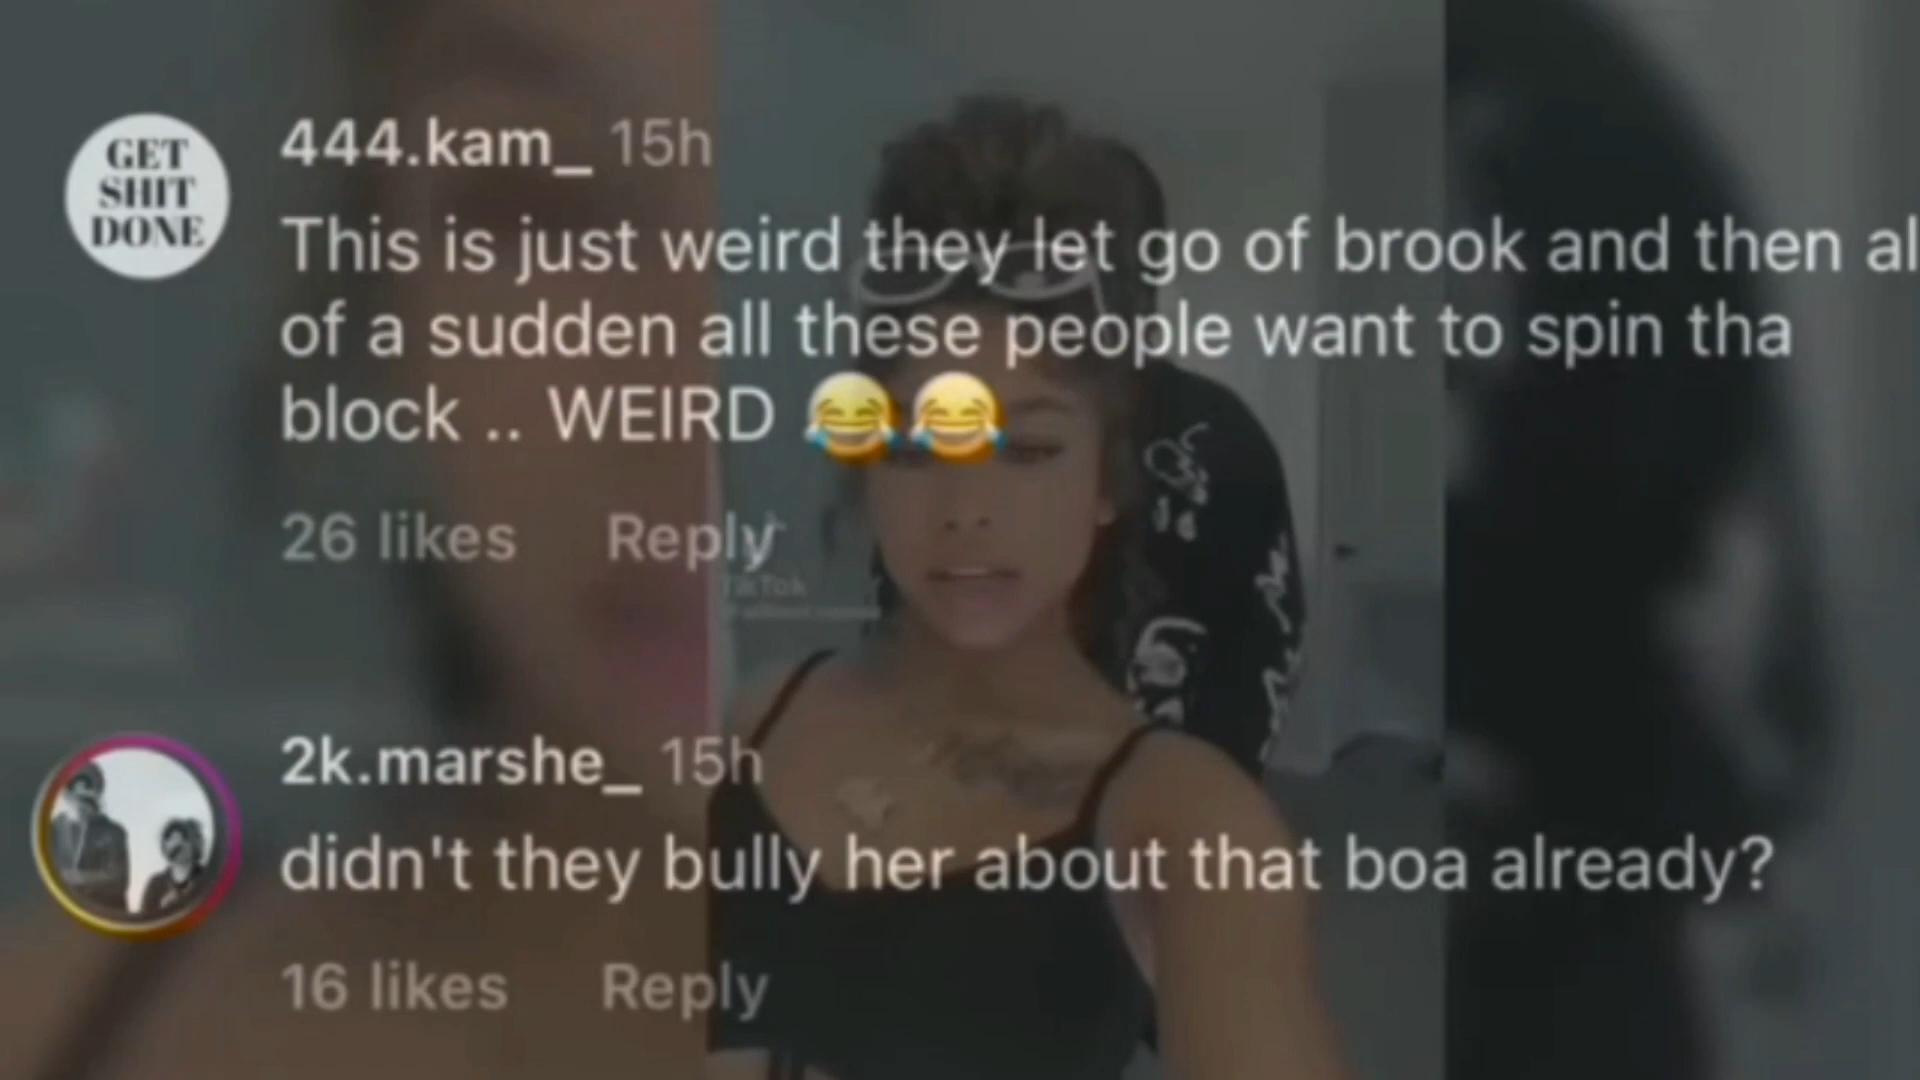 GET
SHIT
DONE
444.kam_ 15h
This is just weird they let go of brook and then al
of a sudden all these people want to spin tha
block .. WEIRD 😂😂
26 likes Reply
TikTok
2k.marshe_ 15h
didn't they bully her about that boa already?
16 likes Reply